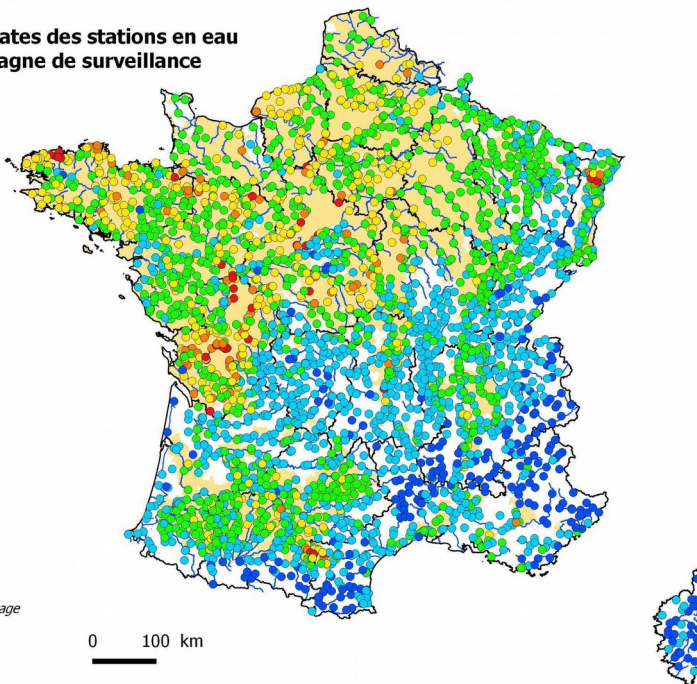 ates des stations en eau
agne de surveillance
age
0 100 km